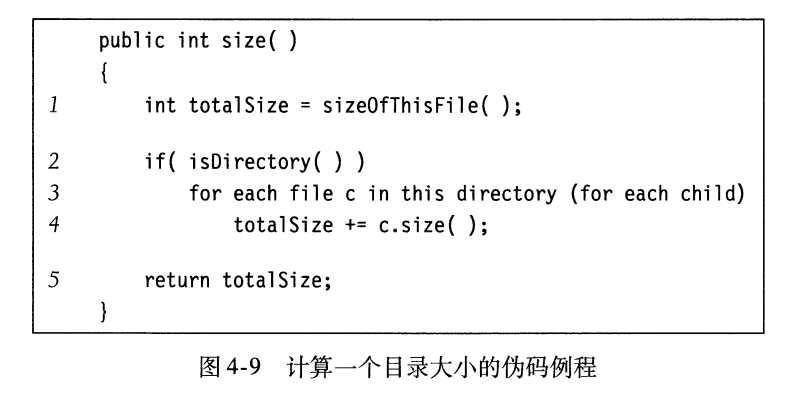 public int size( )
{
1 int totalSize = sizeOfThisFile( );
2 if( isDirectory( ) )
3 for each file c in this directory (for each child)
4 totalSize += c.size( );
5 return totalSize;
}
图 4-9 计算一个目录大小的伪码例程